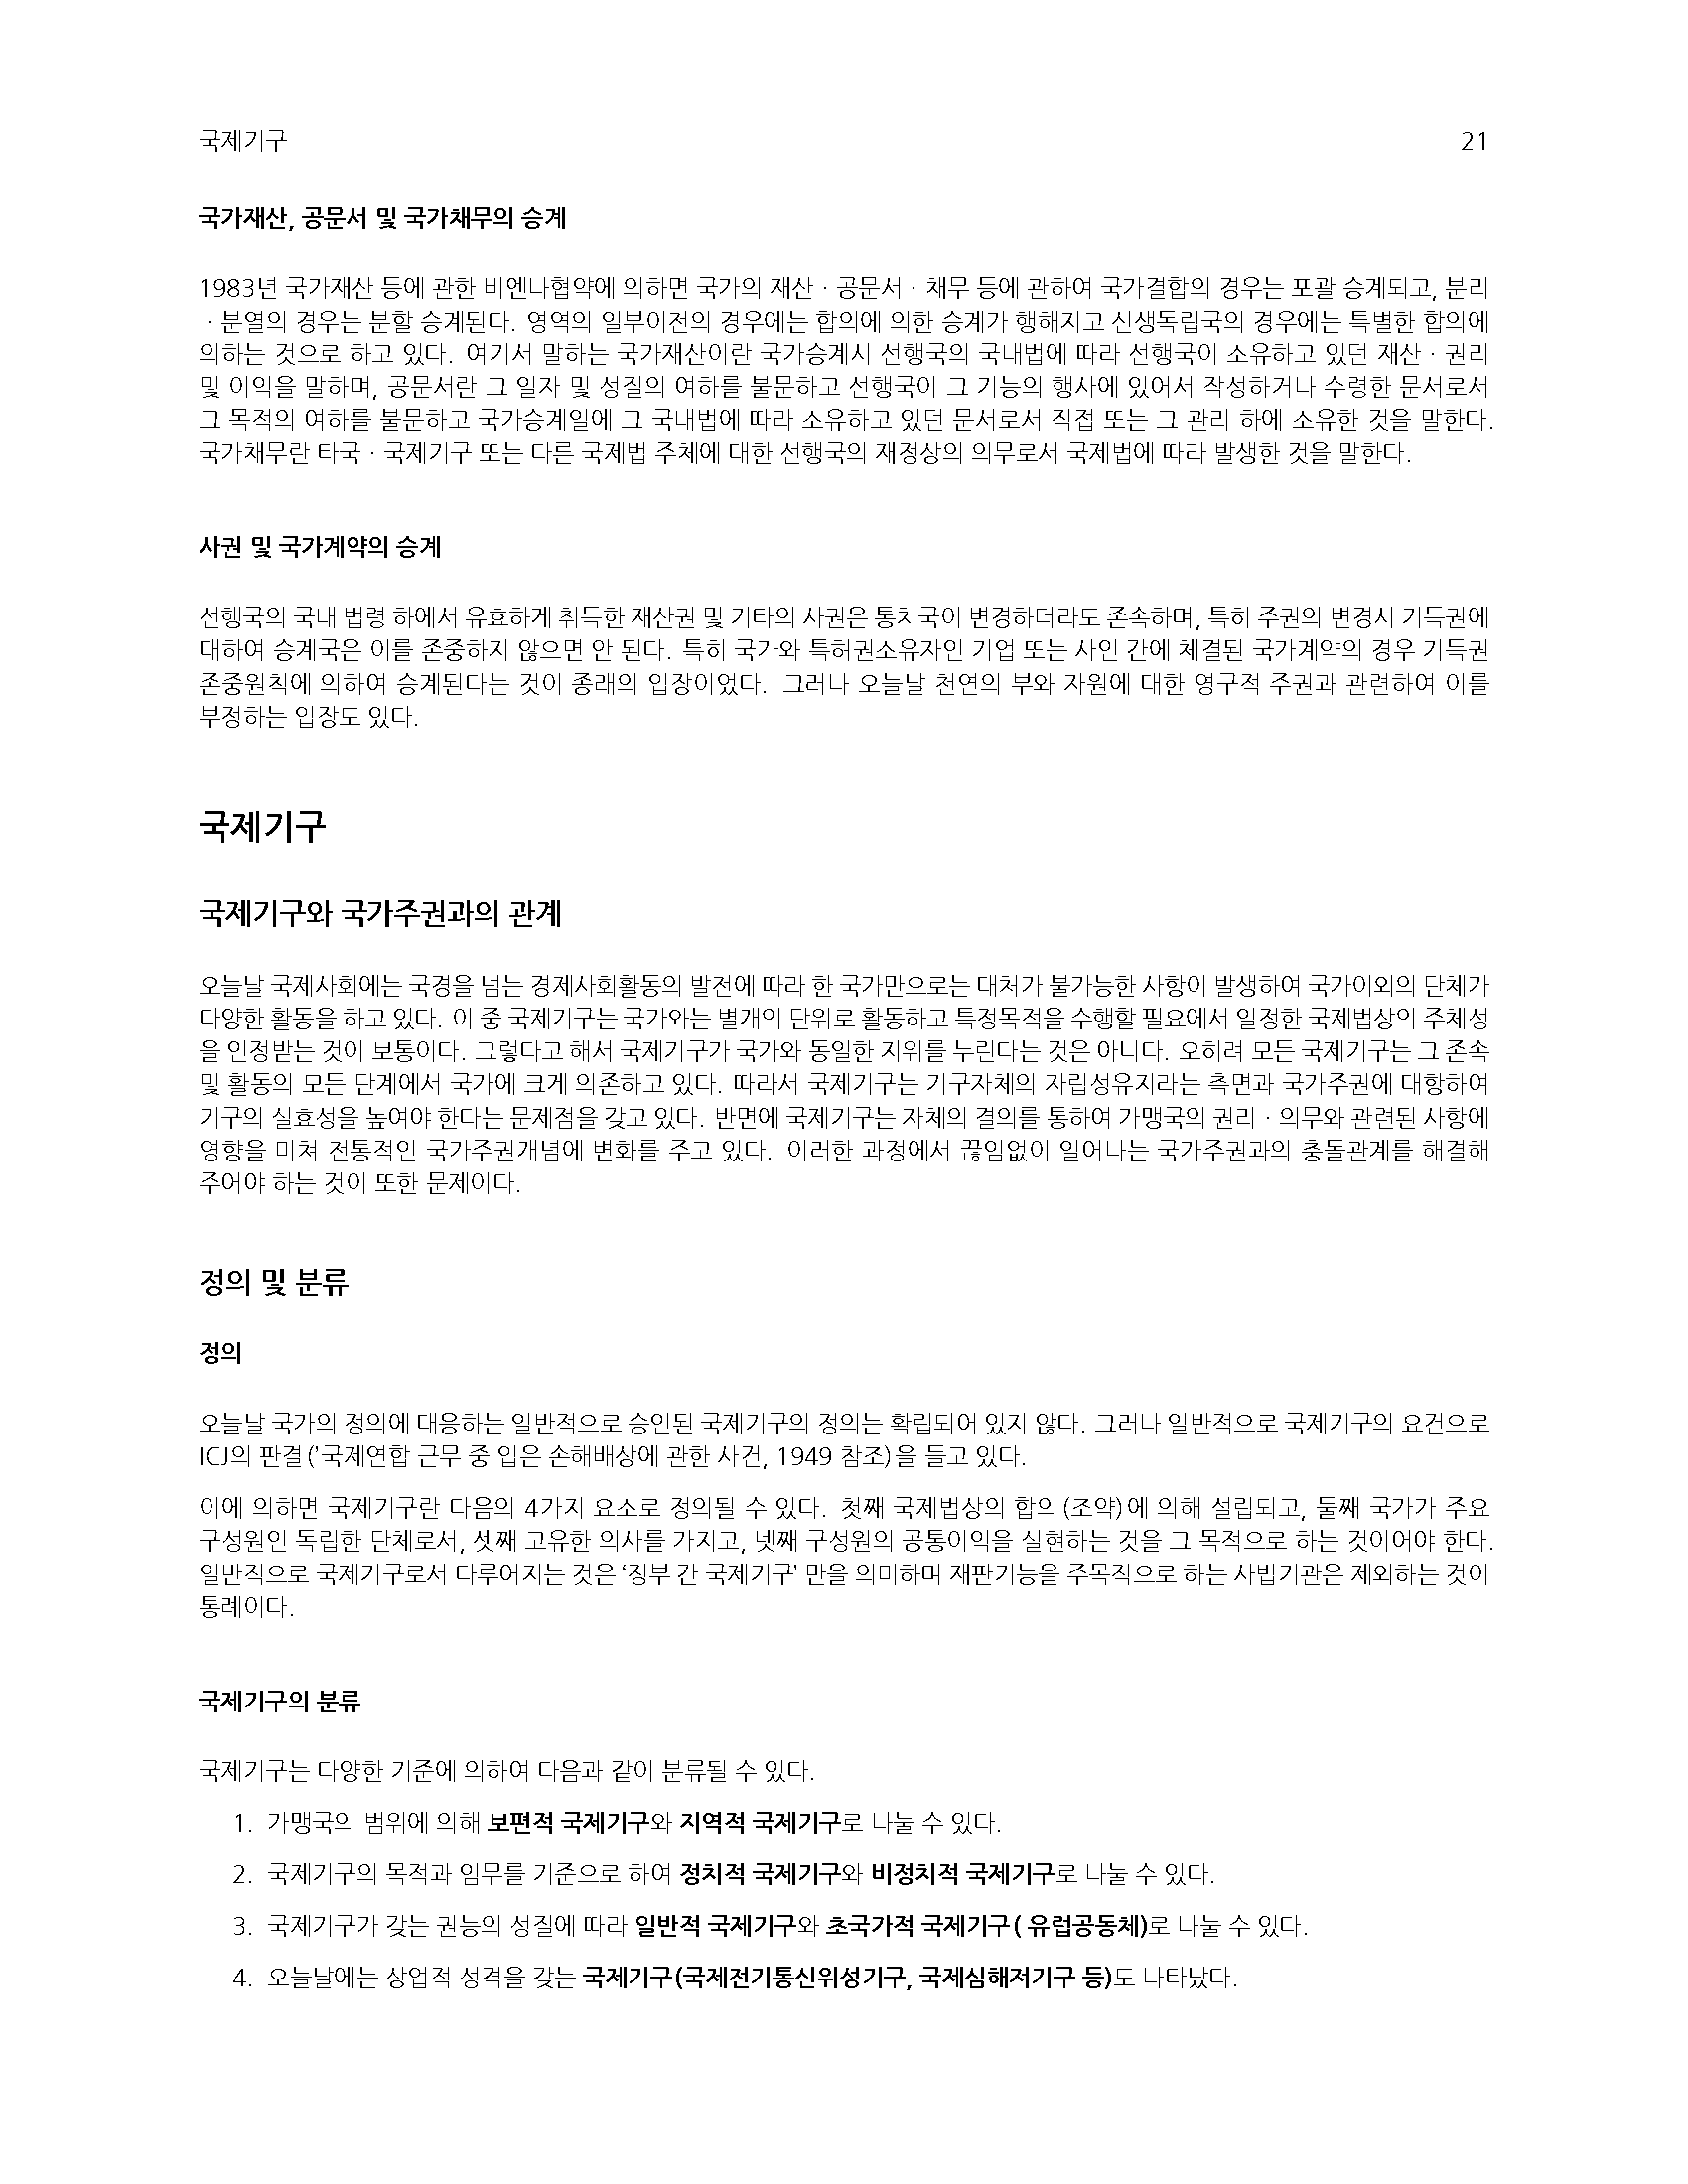 국제기구 21
국가재산, 공문서 및 국가채무의 승계
1983년 국가재산 등에 관한 비엔나협약에 의하면 국가의 재산 · 공문서 · 채무 등에 관하여 국가결합의 경우는 포괄 승계되고, 분리
· 분열의 경우는 분할 승계된다. 영역의 일부이전의 경우에는 합의에 의한 승계가 행해지고 신생독립국의 경우에는 특별한 합의에
의하는 것으로 하고 있다. 여기서 말하는 국가재산이란 국가승계시 선행국의 국내법에 따라 선행국이 소유하고 있던 재산 · 권리
및 이익을 말하며, 공문서란 그 일자 및 성질의 여하를 불문하고 선행국이 그 기능의 행사에 있어서 작성하거나 수령한 문서로서
그 목적의 여하를 불문하고 국가승계일에 그 국내법에 따라 소유하고 있던 문서로서 직접 또는 그 관리 하에 소유한 것을 말한다.
국가채무란 타국 · 국제기구 또는 다른 국제법 주체에 대한 선행국의 재정상의 의무로서 국제법에 따라 발생한 것을 말한다.
사권 및 국가계약의 승계
선행국의 국내 법령 하에서 유효하게 취득한 재산권 및 기타의 사권은 통치국이 변경하더라도 존속하며, 특히 주권의 변경시 기득권에
대하여 승계국은 이를 존중하지 않으면 안 된다. 특히 국가와 특허권소유자인 기업 또는 사인 간에 체결된 국가계약의 경우 기득권
존중원칙에 의하여 승계된다는 것이 종래의 입장이었다. 그러나 오늘날 천연의 부와 자원에 대한 영구적 주권과 관련하여 이를
부정하는 입장도 있다.
국제기구
국제기구와 국가주권과의 관계
오늘날 국제사회에는 국경을 넘는 경제사회활동의 발전에 따라 한 국가만으로는 대처가 불가능한 사항이 발생하여 국가이외의 단체가
다양한 활동을 하고 있다. 이 중 국제기구는 국가와는 별개의 단위로 활동하고 특정목적을 수행할 필요에서 일정한 국제법상의 주체성
을 인정받는 것이 보통이다. 그렇다고 해서 국제기구가 국가와 동일한 지위를 누린다는 것은 아니다. 오히려 모든 국제기구는 그 존속
및 활동의 모든 단계에서 국가에 크게 의존하고 있다. 따라서 국제기구는 기구자체의 자립성유지라는 측면과 국가주권에 대항하여
기구의 실효성을 높여야 한다는 문제점을 갖고 있다. 반면에 국제기구는 자체의 결의를 통하여 가맹국의 권리 · 의무와 관련된 사항에
영향을 미쳐 전통적인 국가주권개념에 변화를 주고 있다. 이러한 과정에서 끊임없이 일어나는 국가주권과의 충돌관계를 해결해
주어야 하는 것이 또한 문제이다.
정의 및 분류
정의
오늘날 국가의 정의에 대응하는 일반적으로 승인된 국제기구의 정의는 확립되어 있지 않다. 그러나 일반적으로 국제기구의 요건으로
ICJ의 판결(’국제연합 근무 중 입은 손해배상에 관한 사건, 1949 참조)을 들고 있다.
이에 의하면 국제기구란 다음의 4가지 요소로 정의될 수 있다. 첫째 국제법상의 합의(조약)에 의해 설립되고, 둘째 국가가 주요
구성원인 독립한 단체로서, 셋째 고유한 의사를 가지고, 넷째 구성원의 공통이익을 실현하는 것을 그 목적으로 하는 것이어야 한다.
일반적으로 국제기구로서 다루어지는 것은 ‘정부 간 국제기구’ 만을 의미하며 재판기능을 주목적으로 하는 사법기관은 제외하는 것이
통례이다.
국제기구의 분류
국제기구는 다양한 기준에 의하여 다음과 같이 분류될 수 있다.
1. 가맹국의 범위에 의해 보편적 국제기구와 지역적 국제기구로 나눌 수 있다.
2. 국제기구의 목적과 임무를 기준으로 하여 정치적 국제기구와 비정치적 국제기구로 나눌 수 있다.
3. 국제기구가 갖는 권능의 성질에 따라 일반적 국제기구와 초국가적 국제기구( 유럽공동체)로 나눌 수 있다.
4. 오늘날에는 상업적 성격을 갖는 국제기구(국제전기통신위성기구, 국제심해저기구 등)도 나타났다.